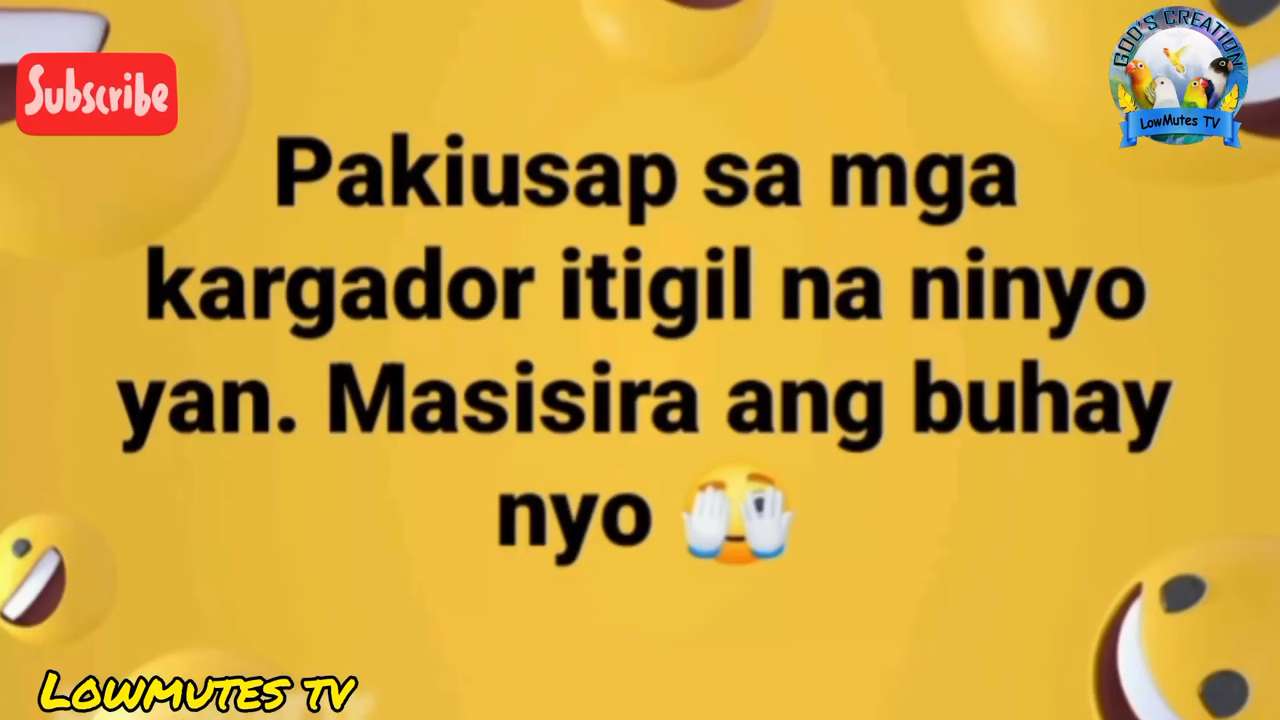 Subscribe
GOD'S CREATION
LowMutes TV
Pakiusap sa mga
kargador itigil na ninyo
yan. Masisira ang buhay
nyo 🫣
LOWMUTES TV